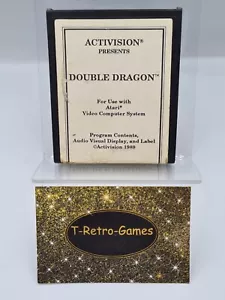 ACTIVISION®
PRESENTS
DOUBLE DRAGON™
For Use with
Atari®
Video Computer System
Program Contents,
Audio Visual Display, and Label
©Activision 1989
T-Retro-Games